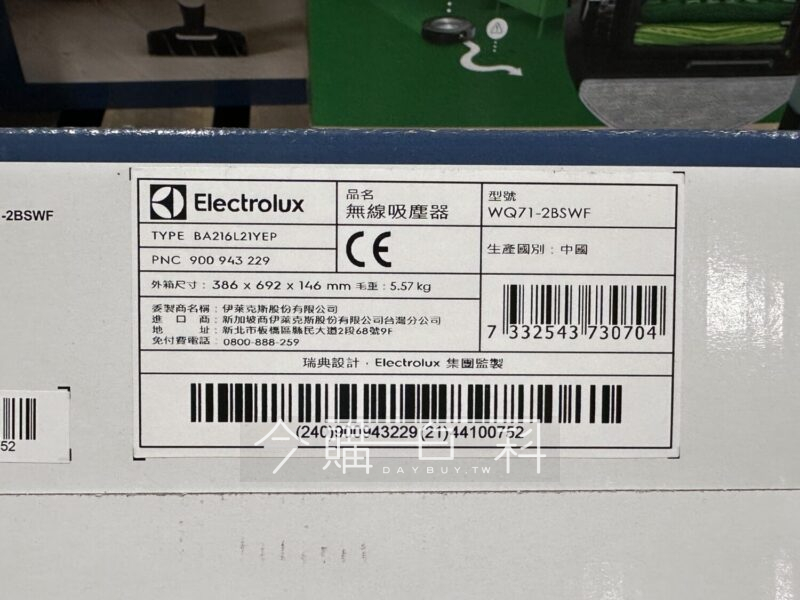 -2BSWF
Electrolux
品名
無線吸塵器
型號
WQ71-2BSWF
TYPE BA216L21YEP
CE
PNC 900 943 229
生產國別：中國
外箱尺寸：386 x 692 x 146 mm 毛重：5.57 kg
委製商名稱：伊萊克斯股份有限公司
進口商：新加坡商伊萊克斯股份有限公司台灣分公司
地址：新北市板橋區縣民大道2段68號9F
免付費電話：0800-888-259
7 332543 730704
瑞典設計．Electrolux 集團監製
(240)900943229(21)44100752
52
今購百科
DAYBUY.TW